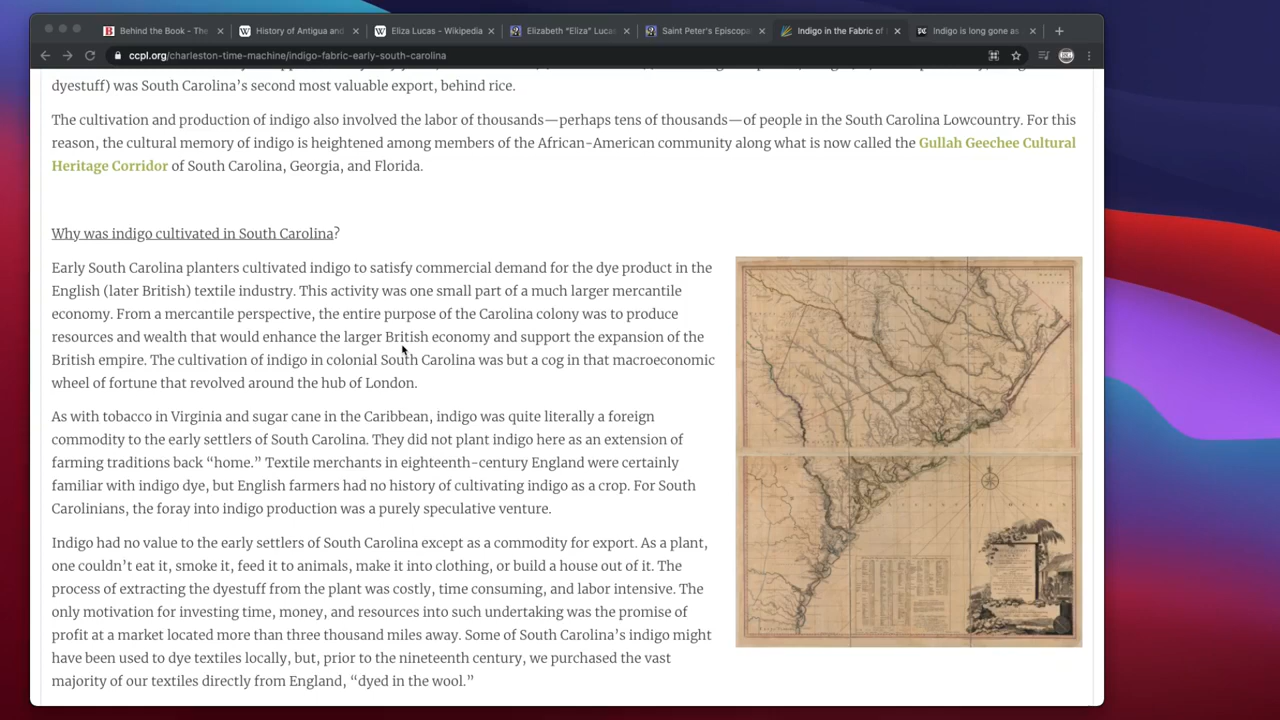 Behind the Book - The
History of Antigua and
Eliza Lucas - Wikipedia
Elizabeth "Eliza" Lucas
Saint Peter's Episcopal
Indigo in the Fabric of
Indigo is long gone as
ccpl.org/charleston-time-machine/indigo-fabric-early-south-carolina
dyestuff) was South Carolina's second most valuable export, behind rice.
The cultivation and production of indigo also involved the labor of thousands—perhaps tens of thousands—of people in the South Carolina Lowcountry. For this
reason, the cultural memory of indigo is heightened among members of the African-American community along what is now called the Gullah Geechee Cultural
Heritage Corridor of South Carolina, Georgia, and Florida.
Why was indigo cultivated in South Carolina?
Early South Carolina planters cultivated indigo to satisfy commercial demand for the dye product in the
English (later British) textile industry. This activity was one small part of a much larger mercantile
economy. From a mercantile perspective, the entire purpose of the Carolina colony was to produce
resources and wealth that would enhance the larger British economy and support the expansion of the
British empire. The cultivation of indigo in colonial South Carolina was but a cog in that macroeconomic
wheel of fortune that revolved around the hub of London.
As with tobacco in Virginia and sugar cane in the Caribbean, indigo was quite literally a foreign
commodity to the early settlers of South Carolina. They did not plant indigo here as an extension of
farming traditions back “home.” Textile merchants in eighteenth-century England were certainly
familiar with indigo dye, but English farmers had no history of cultivating indigo as a crop. For South
Carolinians, the foray into indigo production was a purely speculative venture.
Indigo had no value to the early settlers of South Carolina except as a commodity for export. As a plant,
one couldn’t eat it, smoke it, feed it to animals, make it into clothing, or build a house out of it. The
process of extracting the dyestuff from the plant was costly, time consuming, and labor intensive. The
only motivation for investing time, money, and resources into such undertaking was the promise of
profit at a market located more than three thousand miles away. Some of South Carolina’s indigo might
have been used to dye textiles locally, but, prior to the nineteenth century, we purchased the vast
majority of our textiles directly from England, “dyed in the wool.”